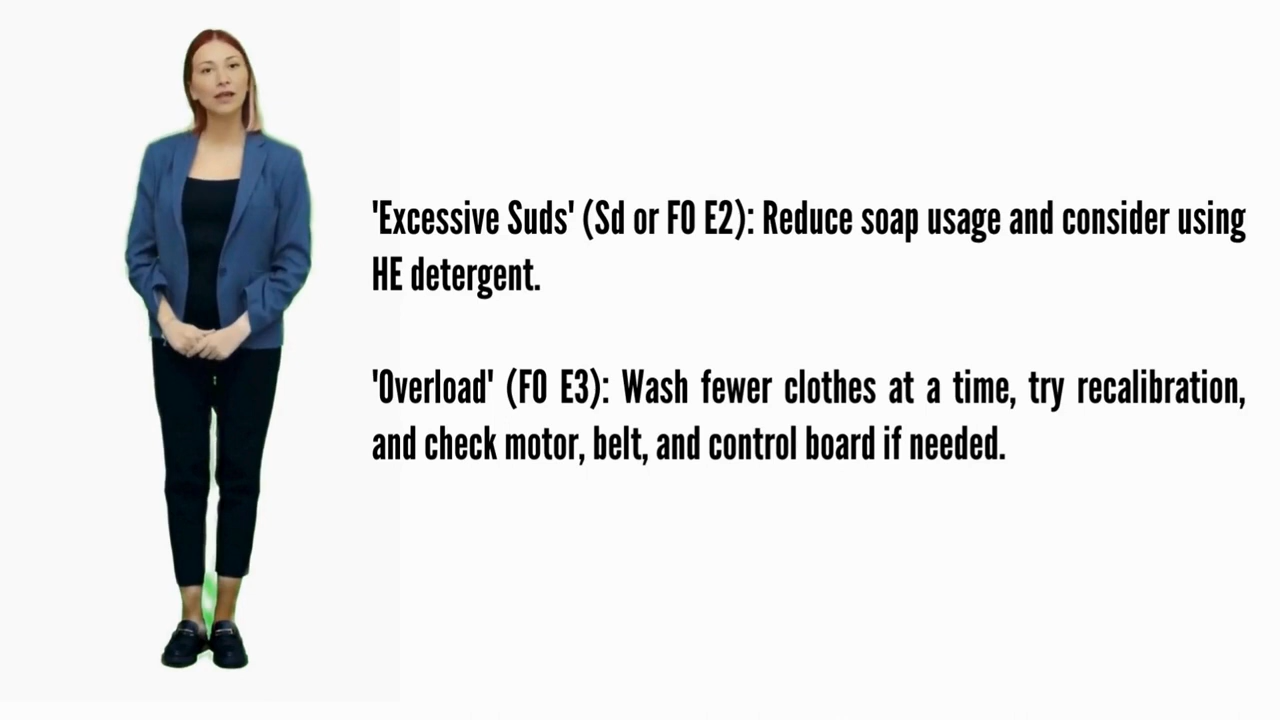 'Excessive Suds' (Sd or F0 E2): Reduce soap usage and consider using
HE detergent.
'Overload' (F0 E3): Wash fewer clothes at a time, try recalibration,
and check motor, belt, and control board if needed.